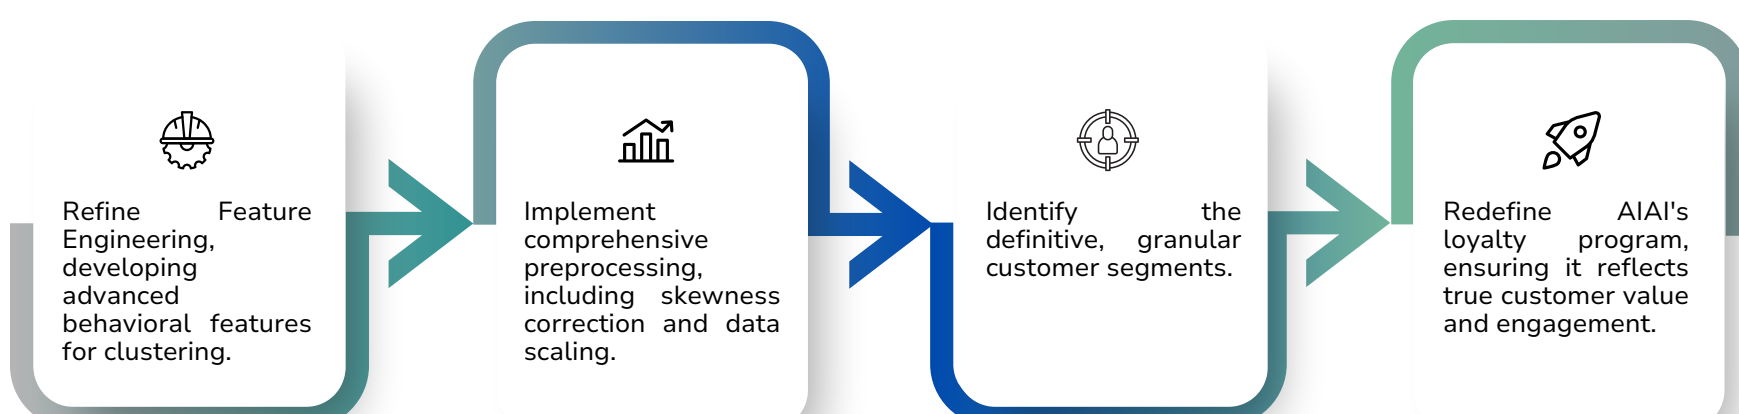 Refine Feature
Engineering,
developing
advanced
behavioral features
for clustering.
Implement
comprehensive
preprocessing,
including skewness
correction and data
scaling.
Identify the
definitive, granular
customer segments.
Redefine AIAI's
loyalty program,
ensuring it reflects
true customer value
and engagement.